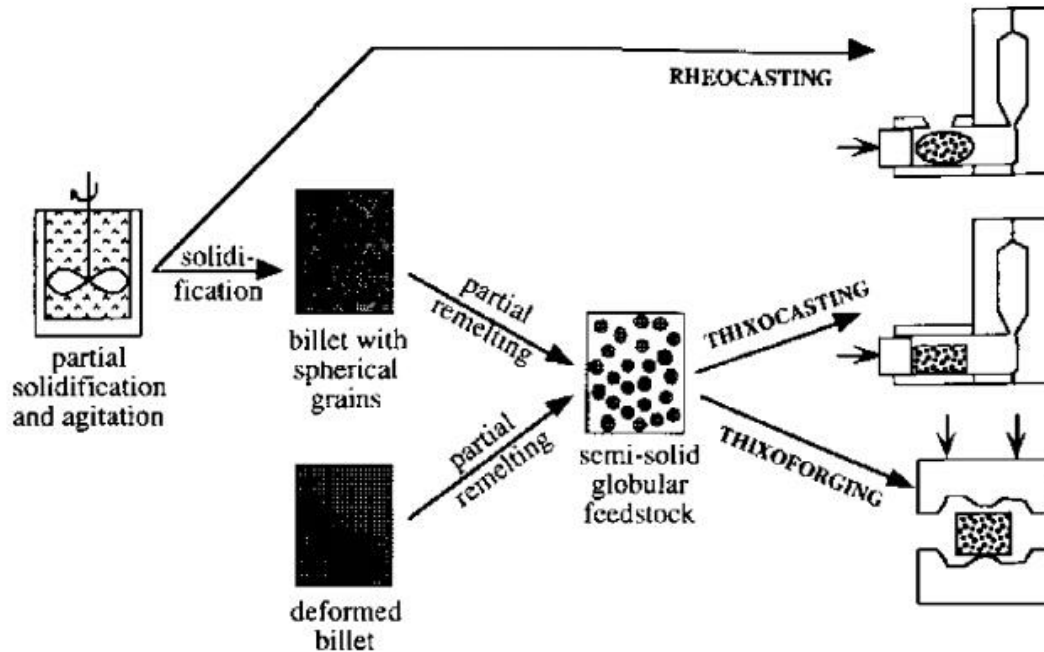 RHEOCASTING
solidi-
fication
partial
solidification
and agitation
billet with
spherical
grains
partial
remelting
THIXOCASTING
partial
remelting
semi-solid
globular
feedstock
THIXOFORGING
deformed
billet